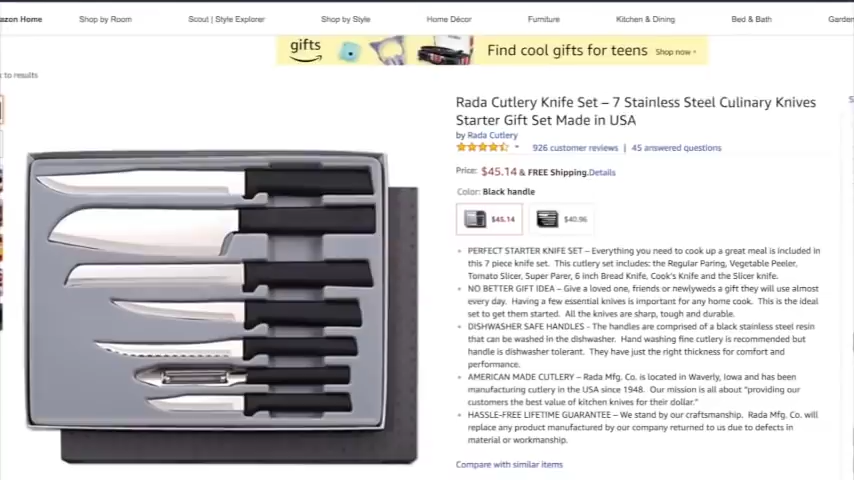 azon Home Shop by Room Scout | Style Explorer Shop by Style Home Décor Furniture Kitchen & Dining Bed & Bath Garden
gifts Find cool gifts for teens Shop now ›
to results
Rada Cutlery Knife Set – 7 Stainless Steel Culinary Knives
Starter Gift Set Made in USA
by Rada Cutlery
926 customer reviews | 45 answered questions
Price: $45.14 & FREE Shipping. Details
Color: Black handle
$45.14 $40.96
PERFECT STARTER KNIFE SET – Everything you need to cook up a great meal is included in
this 7 piece knife set. This cutlery set includes: the Regular Paring, Vegetable Peeler,
Tomato Slicer, Super Parer, 6 inch Bread Knife, Cook's Knife and the Slicer knife.
NO BETTER GIFT IDEA – Give a loved one, friends or newlyweds a gift they will use almost
every day. Having a few essential knives is important for any home cook. This is the ideal
set to get them started. All the knives are sharp, tough and durable.
DISHWASHER SAFE HANDLES - The handles are comprised of a black stainless steel resin
that can be washed in the dishwasher. Hand washing fine cutlery is recommended but
handle is dishwasher tolerant. They have just the right thickness for comfort and
performance.
AMERICAN MADE CUTLERY – Rada Mfg. Co. is located in Waverly, Iowa and has been
manufacturing cutlery in the USA since 1948. Our mission is all about "providing our
customers the best value of kitchen knives for their dollar."
HASSLE-FREE LIFETIME GUARANTEE – We stand by our craftsmanship. Rada Mfg. Co. will
replace any product manufactured by our company returned to us due to defects in
material or workmanship.
Compare with similar items